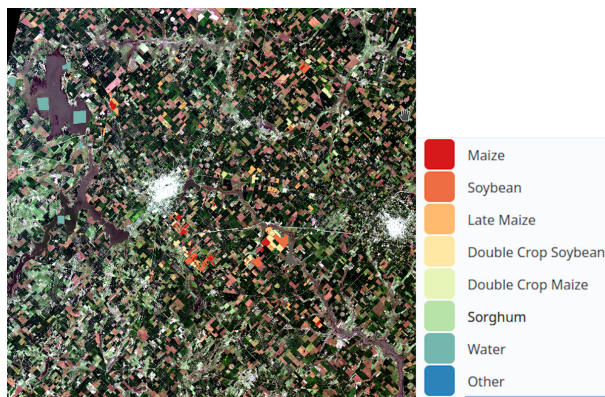 Maize
Soybean
Late Maize
Double Crop Soybean
Double Crop Maize
Sorghum
Water
Other